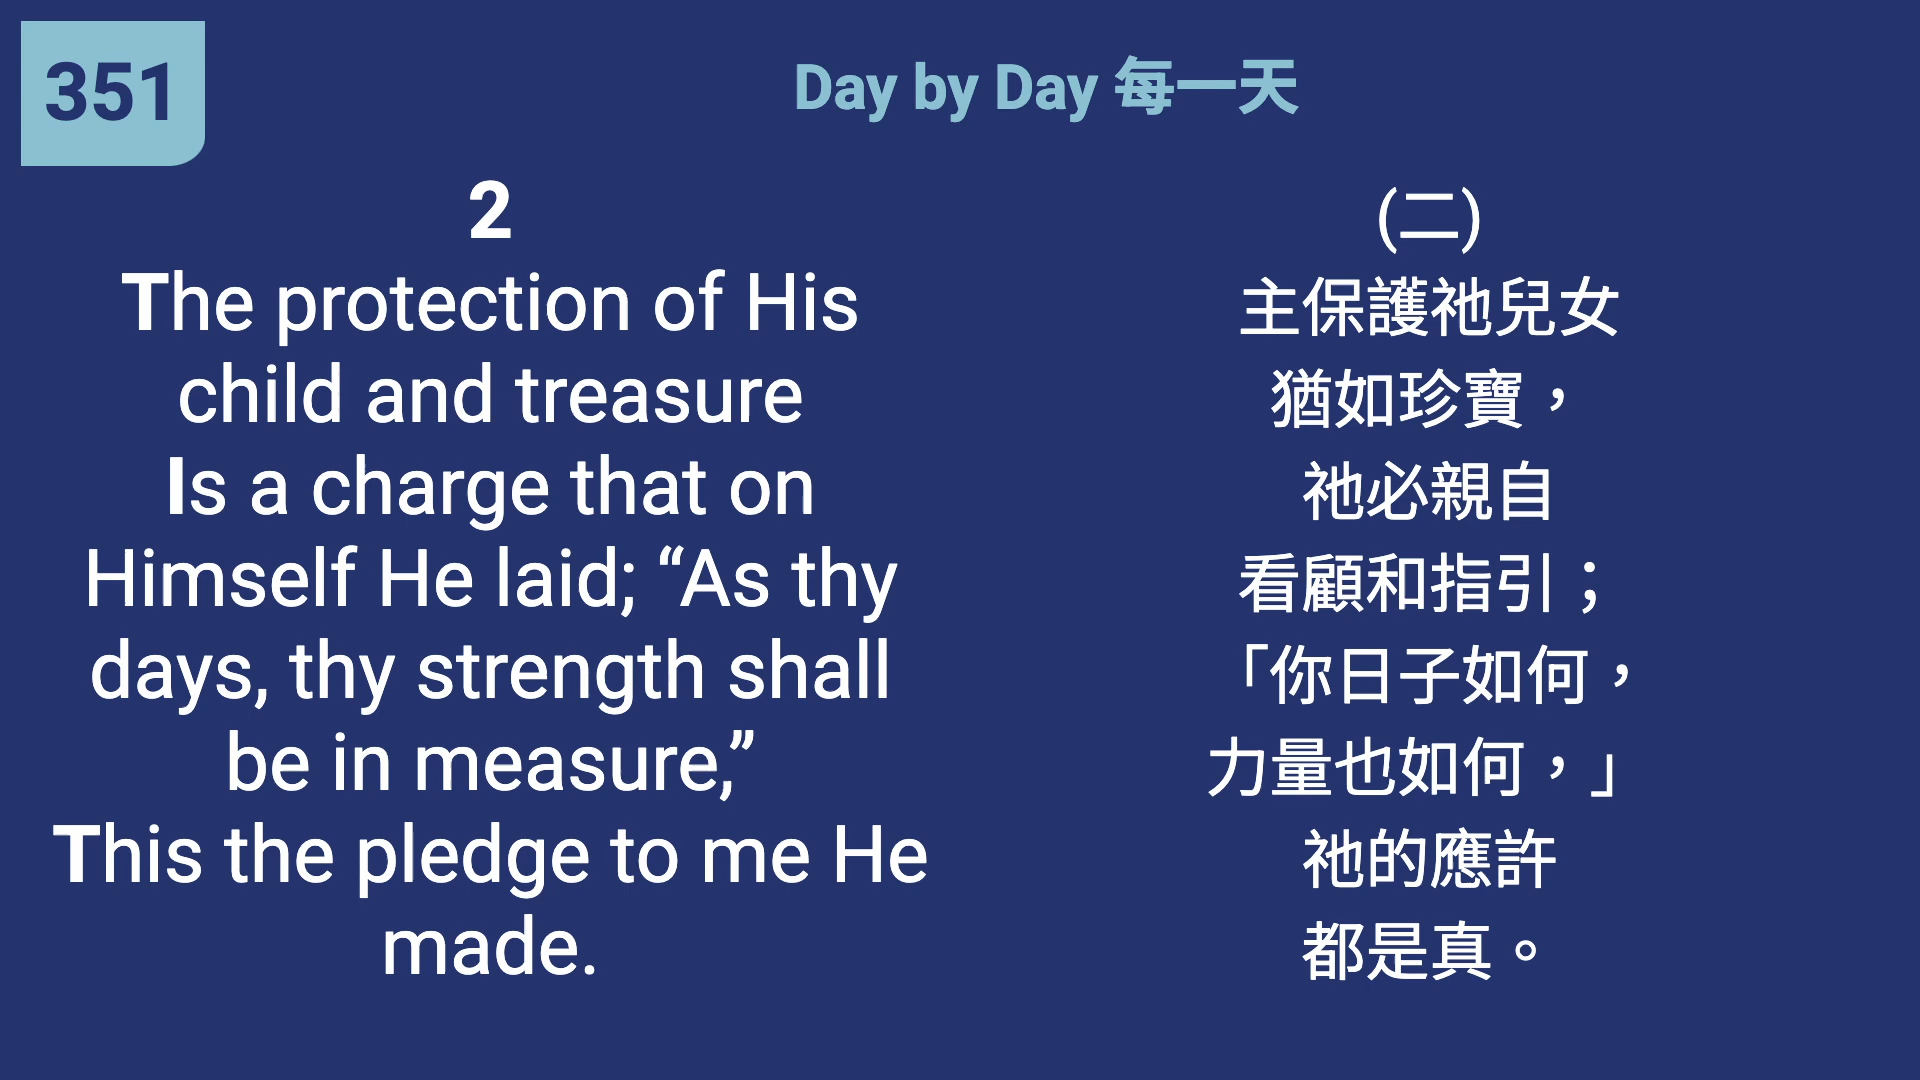 351
Day by Day 每一天
2
The protection of His
child and treasure
Is a charge that on
Himself He laid; “As thy
days, thy strength shall
be in measure,”
This the pledge to me He
made.
(二)
主保護祂兒女
猶如珍寶，
祂必親自
看顧和指引；
「你日子如何，
力量也如何，」
祂的應許
都是真。